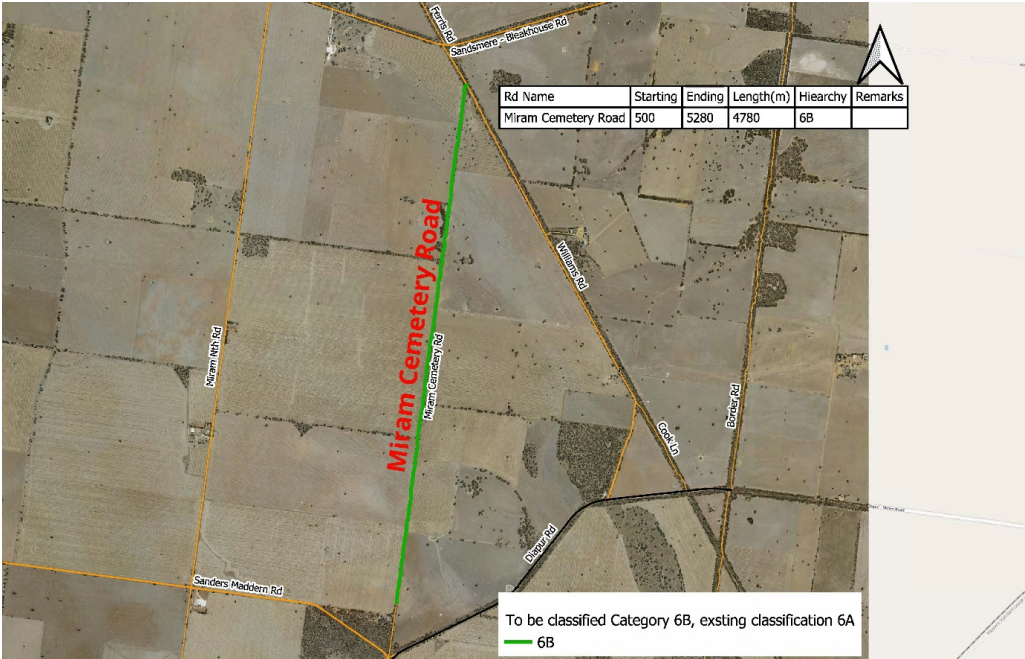 Ferris Rd
Sandsmere - Bleakhouse Rd
Rd Name Starting Ending Length(m) Hiearchy Remarks
Miram Cemetery Road 500 5280 4780 6B
Miram Cemetery Road
Williams Rd
Miram Nth Rd
Miram Cemetery Rd
Border Rd
Cook Ln
Diapur Rd
Sanders Maddern Rd
To be classified Category 6B, exsting classification 6A
6B